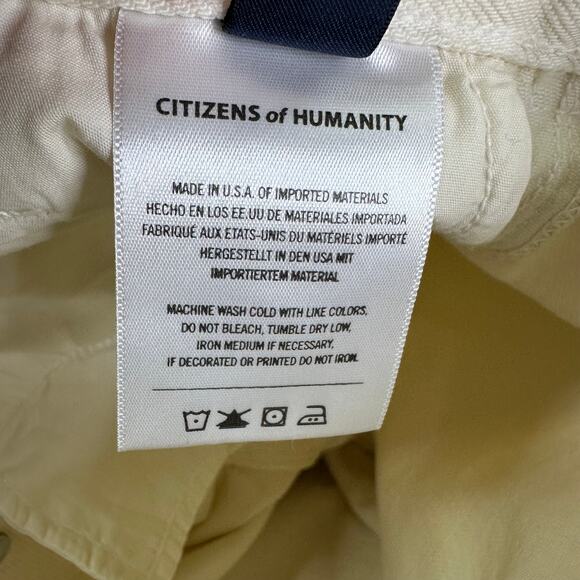 CITIZENS of HUMANITY
MADE IN U.S.A. OF IMPORTED MATERIALS
HECHO EN LOS EE.UU DE MATERIALES IMPORTADA
FABRIQUÉ AUX ETATS-UNIS DU MATÉRIELS IMPORTÉ
HERGESTELLT IN DEN USA MIT
IMPORTIERTEM MATERIAL
MACHINE WASH COLD WITH LIKE COLORS,
DO NOT BLEACH, TUMBLE DRY LOW,
IRON MEDIUM IF NECESSARY.
IF DECORATED OR PRINTED DO NOT IRON.